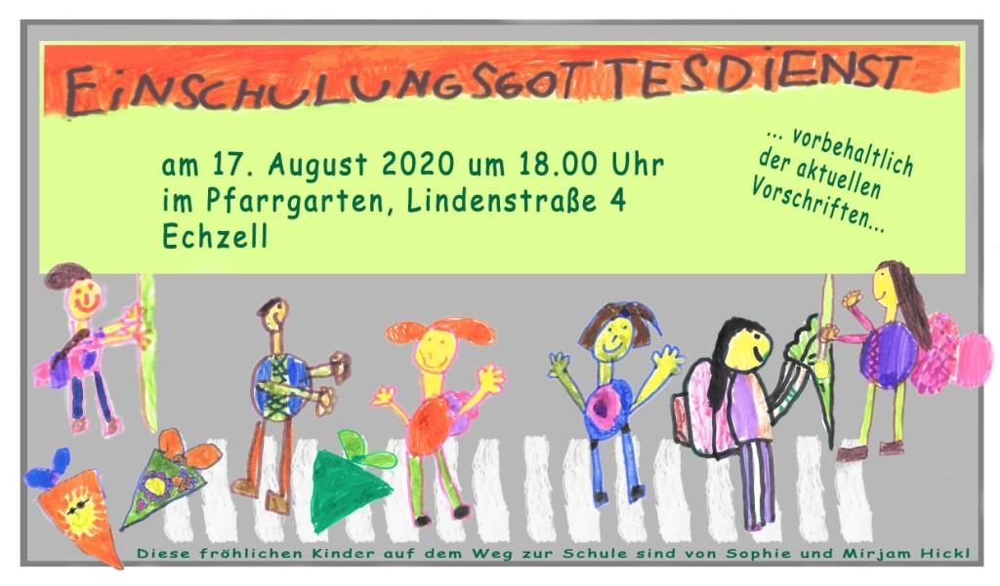 EiNSCHULUNGSGOTTESDiENST
am 17. August 2020 um 18.00 Uhr
im Pfarrgarten, Lindenstraße 4
Echzell
... vorbehaltlich
der aktuellen
Vorschriften...
Diese fröhlichen Kinder auf dem Weg zur Schule sind von Sophie und Mirjam Hickl